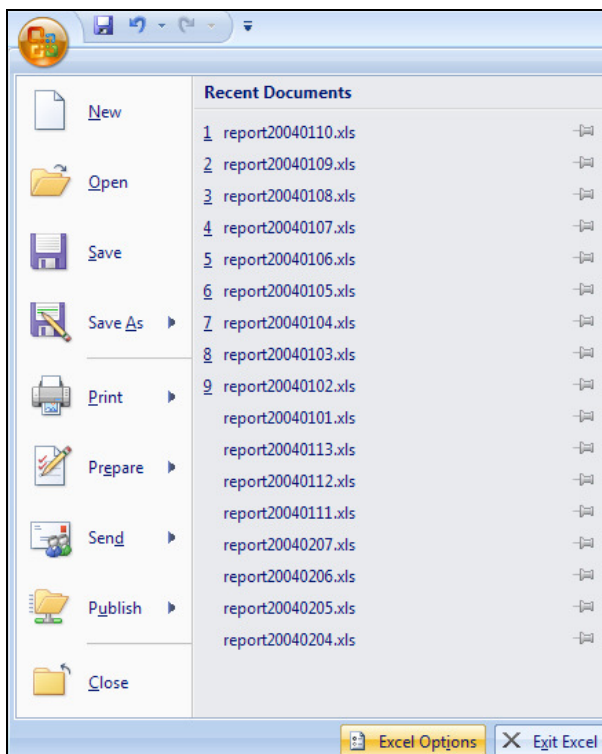 New
Open
Save
Save As
Print
Prepare
Send
Publish
Close
Recent Documents
1 report20040110.xls
2 report20040109.xls
3 report20040108.xls
4 report20040107.xls
5 report20040106.xls
6 report20040105.xls
7 report20040104.xls
8 report20040103.xls
9 report20040102.xls
report20040101.xls
report20040113.xls
report20040112.xls
report20040111.xls
report20040207.xls
report20040206.xls
report20040205.xls
report20040204.xls
Excel Options
Exit Excel